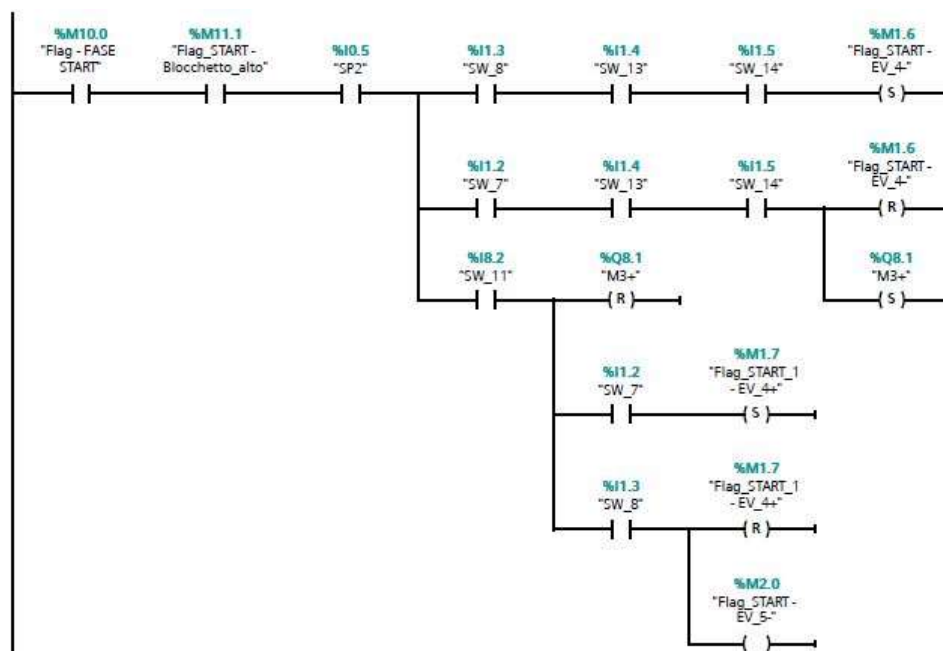 %M10.0
"Flag - FASE
START"
%M11.1
"Flag_START -
Blocchetto_alto"
%I0.5
"SP2"
%I1.3
"SW_8"
%I1.4
"SW_13"
%I1.5
"SW_14"
%M1.6
"Flag_START -
EV_4-"
S
%I1.2
"SW_7"
%I1.4
"SW_13"
%I1.5
"SW_14"
%M1.6
"Flag_START -
EV_4-"
R
%I8.2
"SW_11"
%Q8.1
"M3+"
R
%Q8.1
"M3+"
S
%I1.2
"SW_7"
%M1.7
"Flag_START_1
- EV_4+"
S
%I1.3
"SW_8"
%M1.7
"Flag_START_1
- EV_4+"
R
%M2.0
"Flag_START -
EV_5-"